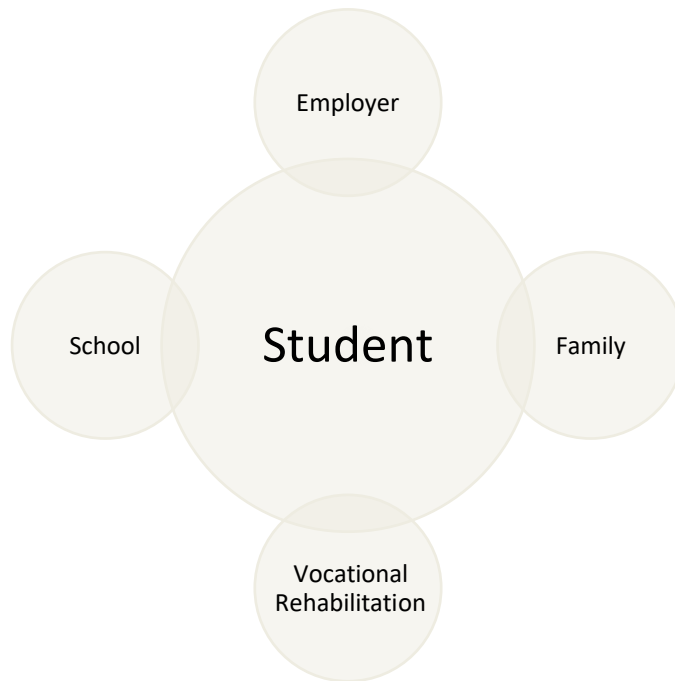 Employer
School
Student
Family
Vocational
Rehabilitation